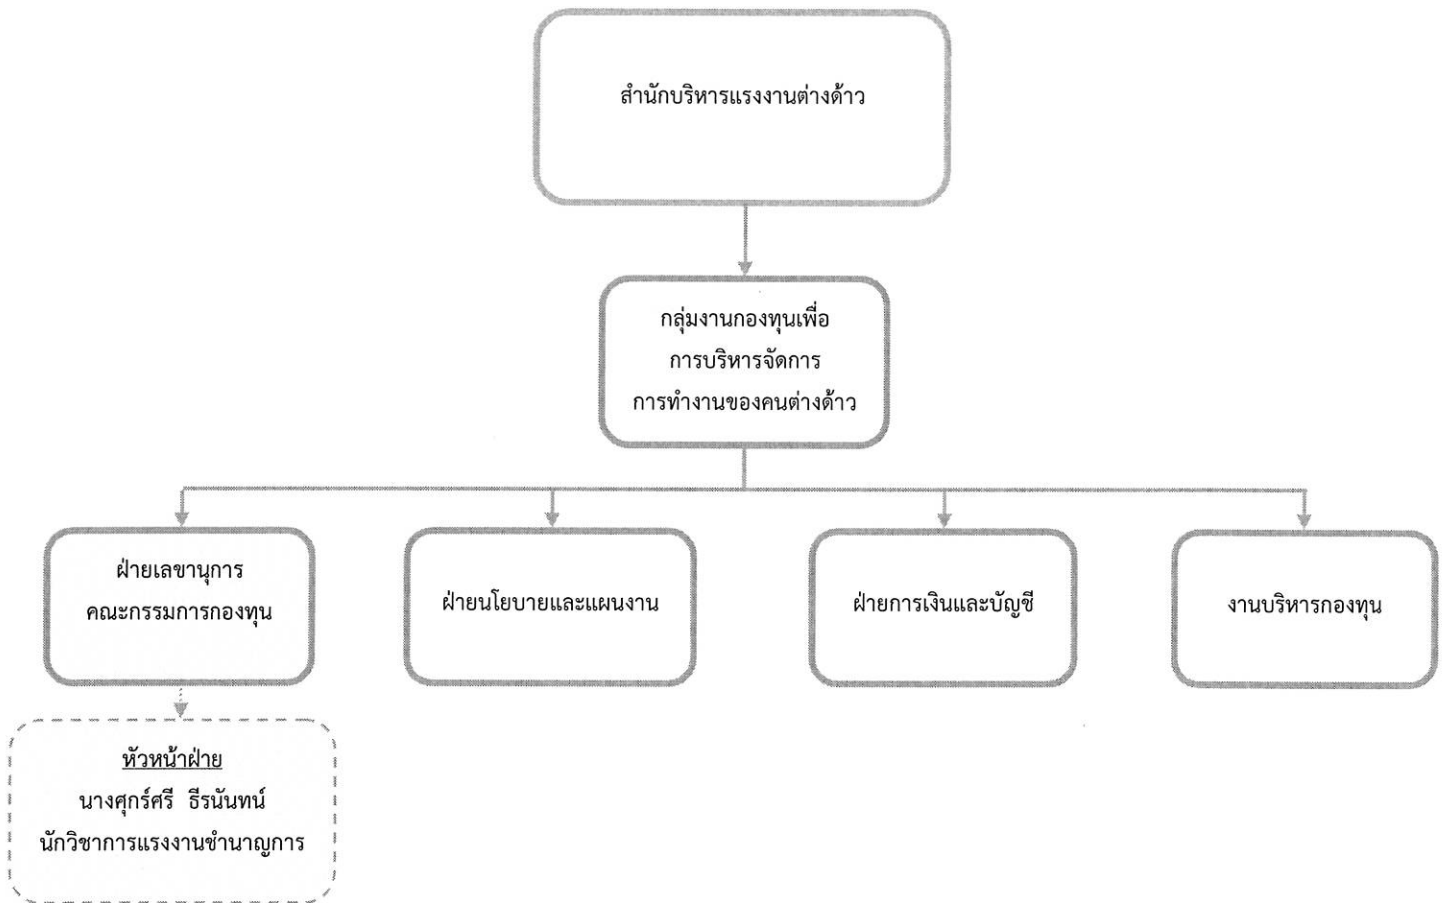 สำนักบริหารแรงงานต่างด้าว
กลุ่มงานกองทุนเพื่อ
การบริหารจัดการ
การทำงานของคนต่างด้าว
ฝ่ายเลขานุการ
คณะกรรมการกองทุน
ฝ่ายนโยบายและแผนงาน
ฝ่ายการเงินและบัญชี
งานบริหารกองทุน
หัวหน้าฝ่าย
นางศุกร์ศรี ธีรนันทน์
นักวิชาการแรงงานชำนาญการ